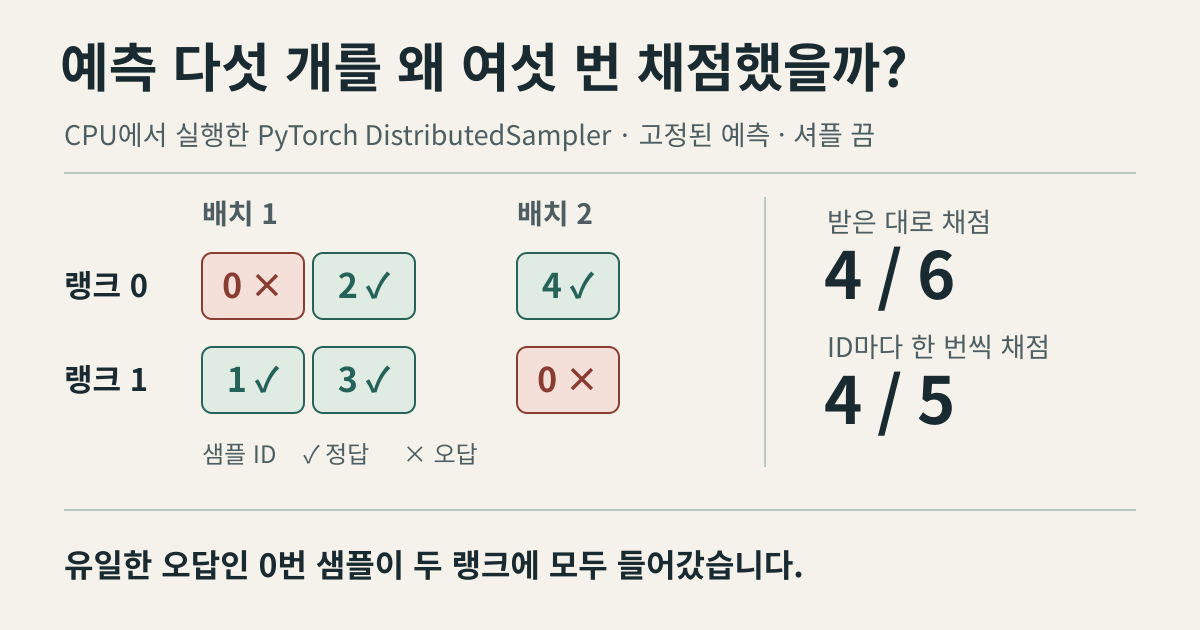 예측 다섯 개를 왜 여섯 번 채점했을까?
CPU에서 실행한 PyTorch DistributedSampler · 고정된 예측 · 셔플 끔
배치 1 배치 2
랭크 0 0 × 2 ✓ 4 ✓
랭크 1 1 ✓ 3 ✓ 0 ×
샘플 ID ✓ 정답 × 오답
받은 대로 채점
4 / 6
ID마다 한 번씩 채점
4 / 5
유일한 오답인 0번 샘플이 두 랭크에 모두 들어갔습니다.